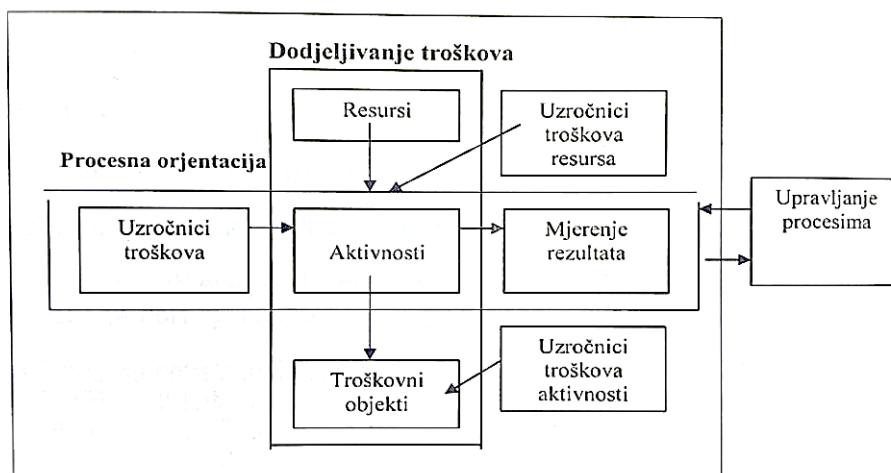 Dodjeljivanje troškova
Resursi
Uzročnici
troškova
resursa
Procesna orjentacija
Uzročnici
troškova
Aktivnosti
Mjerenje
rezultata
Upravljanje
procesima
Troškovni
objekti
Uzročnici
troškova
aktivnosti